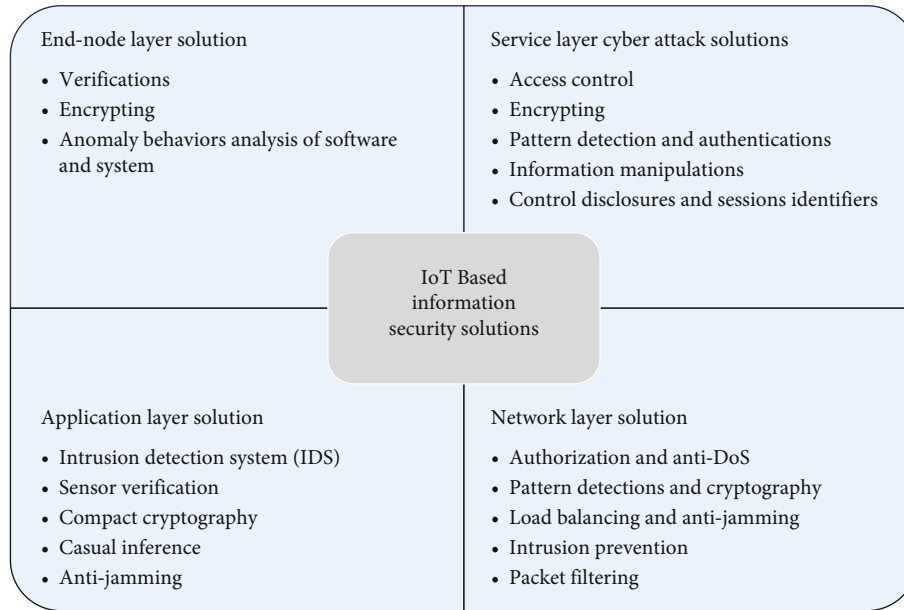 End-node layer solution
• Verifications
• Encrypting
• Anomaly behaviors analysis of software
and system
Service layer cyber attack solutions
• Access control
• Encrypting
• Pattern detection and authentications
• Information manipulations
• Control disclosures and sessions identifiers
IoT Based
information
security solutions
Application layer solution
• Intrusion detection system (IDS)
• Sensor verification
• Compact cryptography
• Casual inference
• Anti-jamming
Network layer solution
• Authorization and anti-DoS
• Pattern detections and cryptography
• Load balancing and anti-jamming
• Intrusion prevention
• Packet filtering